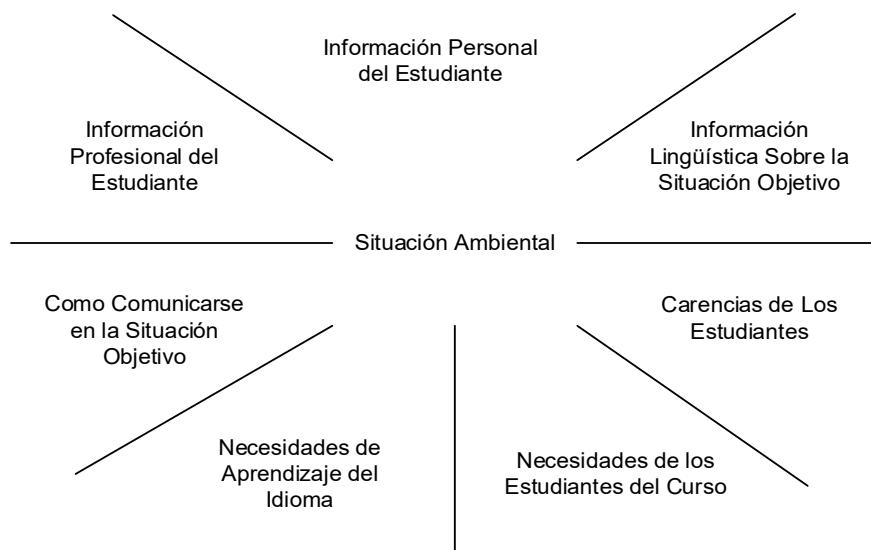 Información Personal
del Estudiante
Información
Profesional del
Estudiante
Información
Lingüística Sobre la
Situación Objetivo
Situación Ambiental
Como Comunicarse
en la Situación
Objetivo
Carencias de Los
Estudiantes
Necesidades de
Aprendizaje del
Idioma
Necesidades de los
Estudiantes del Curso